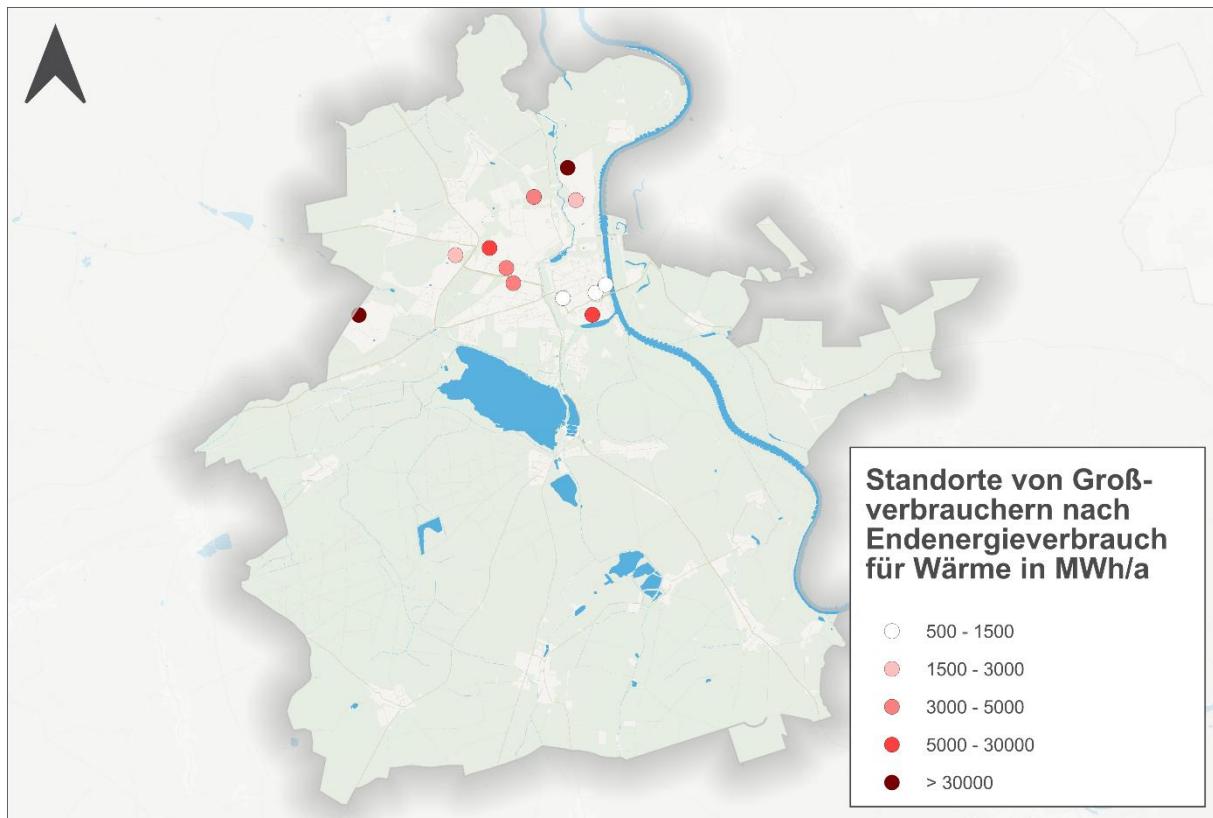 Standorte von Groß-
verbrauchern nach
Endenergieverbrauch
für Wärme in MWh/a
500 - 1500
1500 - 3000
3000 - 5000
5000 - 30000
> 30000